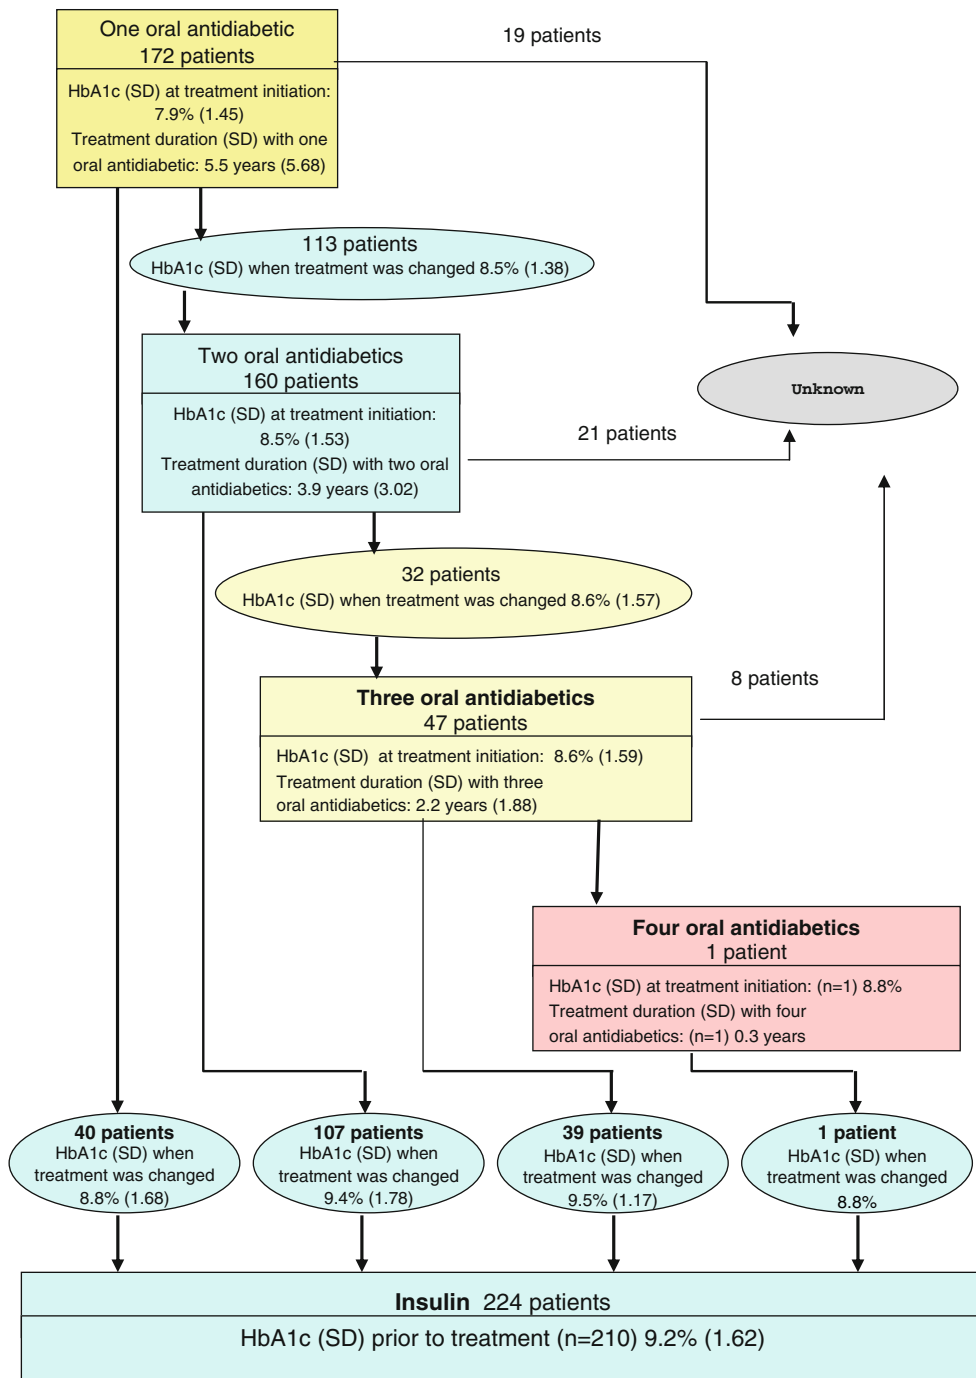 One oral antidiabetic
172 patients
HbA1c (SD) at treatment initiation:
7.9% (1.45)
Treatment duration (SD) with one
oral antidiabetic: 5.5 years (5.68)
19 patients
113 patients
HbA1c (SD) when treatment was changed 8.5% (1.38)
Two oral antidiabetics
160 patients
HbA1c (SD) at treatment initiation:
8.5% (1.53)
Treatment duration (SD) with two oral
antidiabetics: 3.9 years (3.02)
Unknown
21 patients
32 patients
HbA1c (SD) when treatment was changed 8.6% (1.57)
Three oral antidiabetics
47 patients
HbA1c (SD) at treatment initiation: 8.6% (1.59)
Treatment duration (SD) with three
oral antidiabetics: 2.2 years (1.88)
8 patients
Four oral antidiabetics
1 patient
HbA1c (SD) at treatment initiation: (n=1) 8.8%
Treatment duration (SD) with four
oral antidiabetics: (n=1) 0.3 years
40 patients
HbA1c (SD) when
treatment was changed
8.8% (1.68)
107 patients
HbA1c (SD) when
treatment was changed
9.4% (1.78)
39 patients
HbA1c (SD) when
treatment was changed
9.5% (1.17)
1 patient
HbA1c (SD) when
treatment was changed
8.8%
Insulin 224 patients
HbA1c (SD) prior to treatment (n=210) 9.2% (1.62)